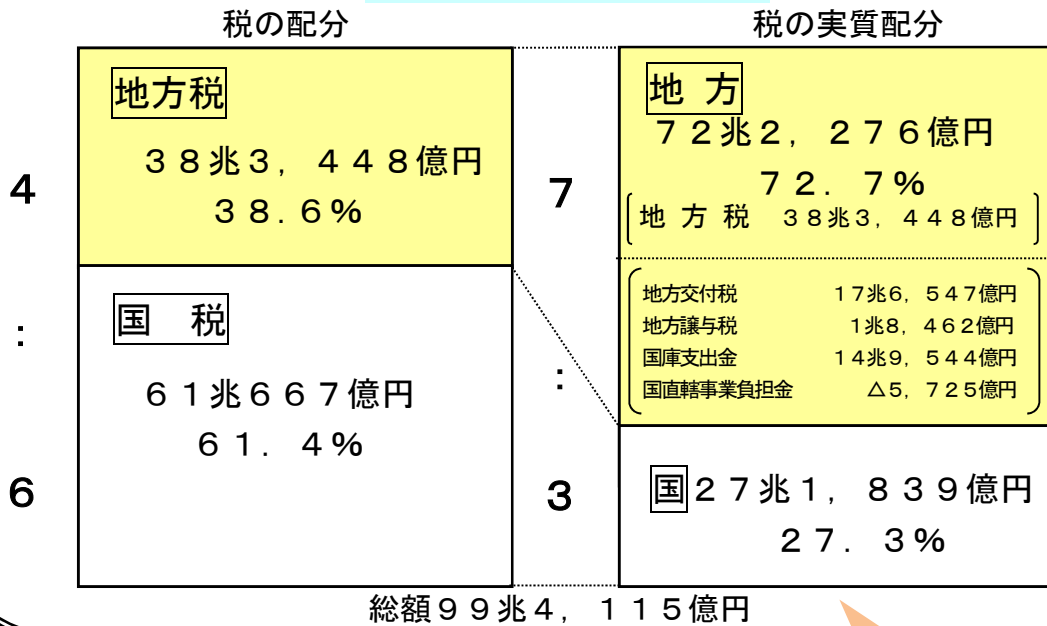 税の配分
地方税
３８兆３，４４８億円
３８.６％
国　税
６１兆６６７億円
６１．４％
４
：
６
税の実質配分
地 方
７２兆２，２７６億円
７２．７％
地 方 税　３８兆３，４４８億円
地方交付税　１７兆６，５４７億円
地方譲与税　１兆８，４６２億円
国庫支出金　１４兆９，５４４億円
国直轄事業負担金　△５，７２５億円
国２７兆１，８３９億円
２７．３％
７
：
３
総額９９兆４，１１５億円